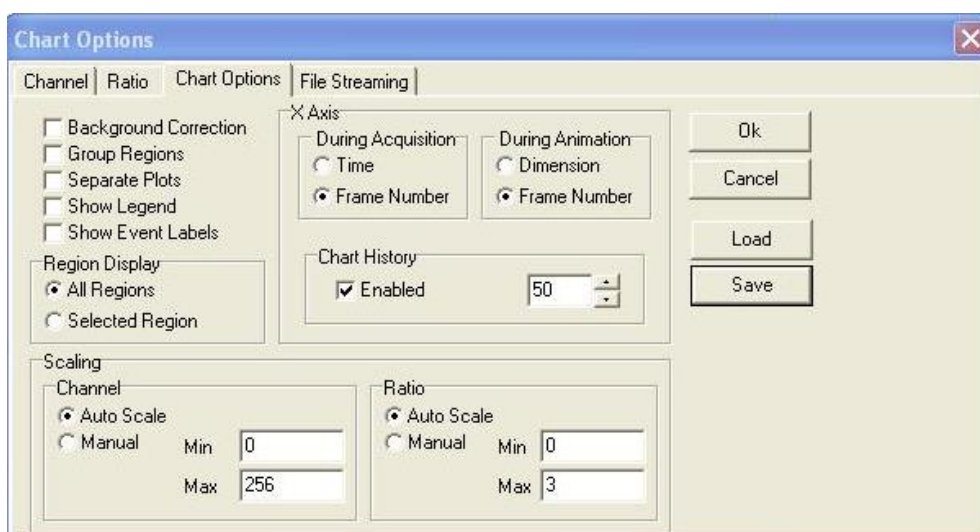 Chart Options
Channel Ratio Chart Options File Streaming
Background Correction
Group Regions
Separate Plots
Show Legend
Show Event Labels
Region Display
All Regions
Selected Region
X Axis
During Acquisition
Time
Frame Number
During Animation
Dimension
Frame Number
Chart History
Enabled 50
Ok
Cancel
Load
Save
Scaling
Channel
Auto Scale
Manual Min 0
Max 256
Ratio
Auto Scale
Manual Min 0
Max 3